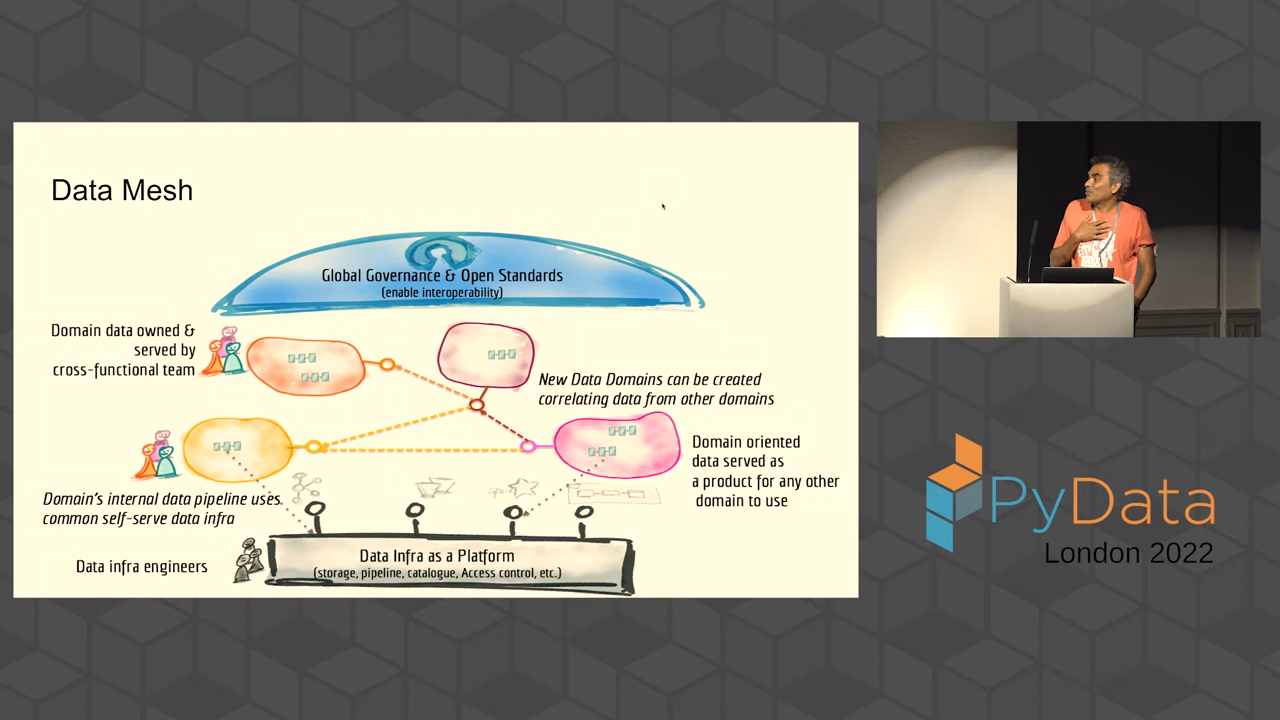 Data Mesh
Global Governance & Open Standards
(enable interoperability)
Domain data owned &
served by
cross-functional team
New Data Domains can be created
correlating data from other domains
Domain oriented
data served as
a product for any other
domain to use
Domain's internal data pipeline uses
common self-serve data infra
Data infra engineers
Data Infra as a Platform
(storage, pipeline, catalogue, Access control, etc.)
PyData
London 2022